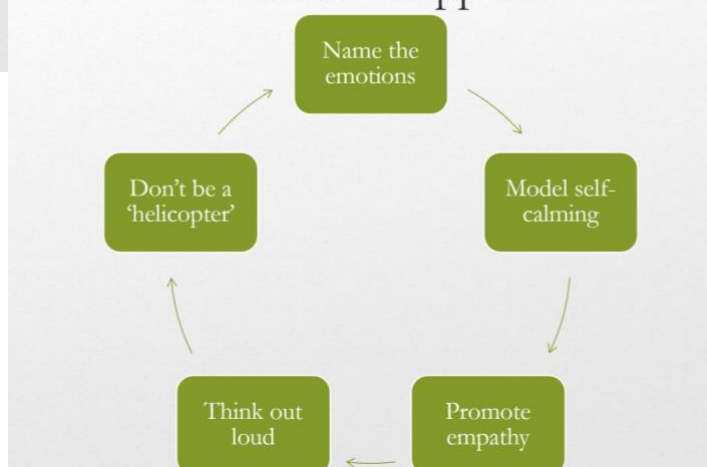 Name the
emotions
Model self-
calming
Promote
empathy
Think out
loud
Don't be a
'helicopter'